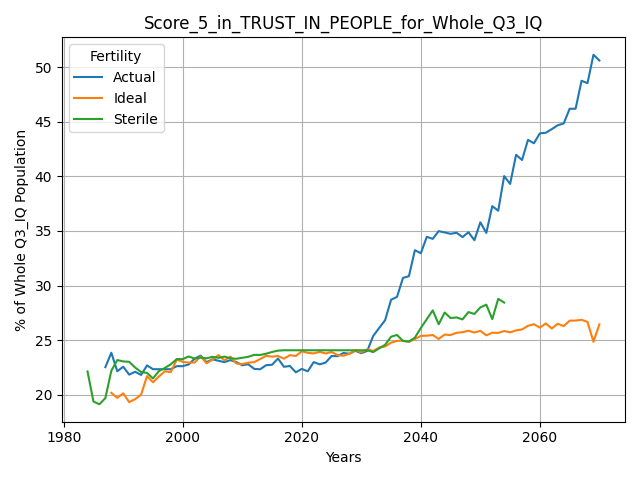 Score_5_in_TRUST_IN_PEOPLE_for_Whole_Q3_IQ
Fertility
Actual
Ideal
Sterile
% of Whole Q3_IQ Population
50
45
40
35
30
25
20
1980 2000 2020 2040 2060
Years